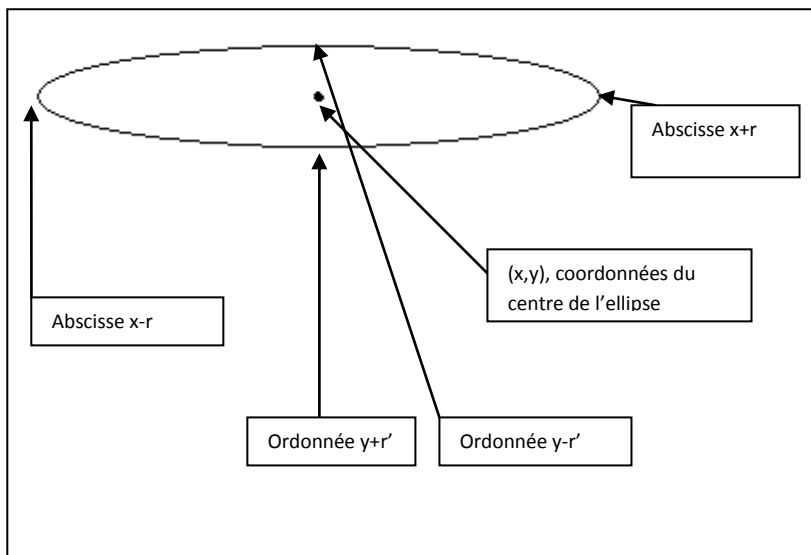 Abscisse x+r
(x,y), coordonnées du
centre de l'ellipse
Abscisse x-r
Ordonnée y+r'
Ordonnée y-r'